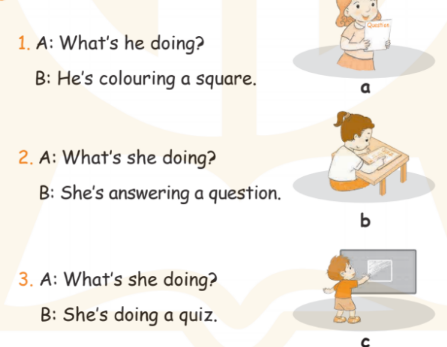 Question
1. A: What's he doing?
B: He's colouring a square.
a
2. A: What's she doing?
B: She's answering a question.
b
3. A: What's she doing?
B: She's doing a quiz.
c